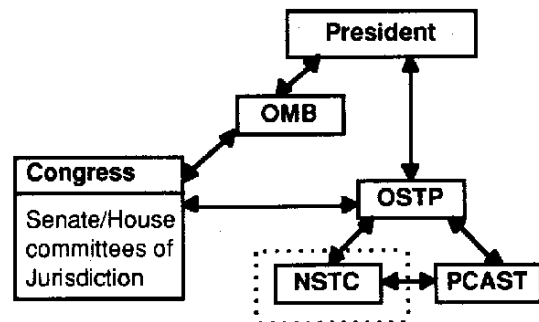 President
OMB
Congress
Senate/House
committees of
Jurisdiction
OSTP
NSTC
PCAST